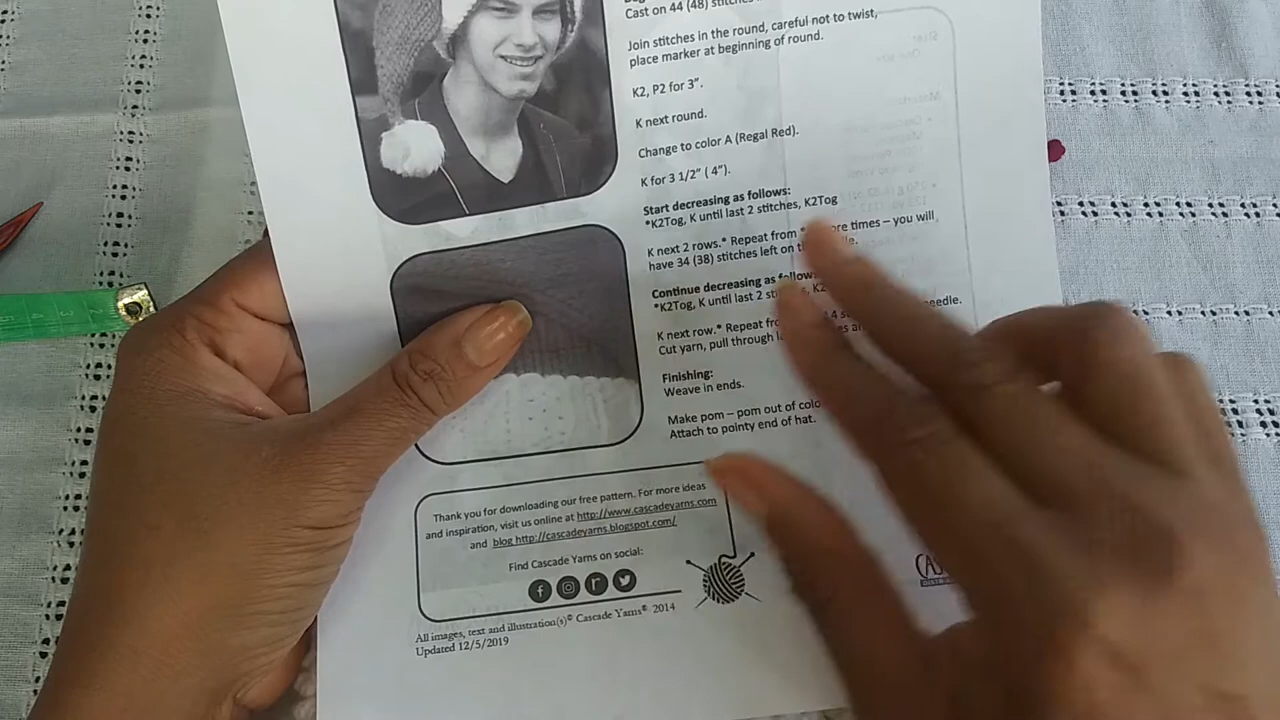 Cast on 44 (48) stitches
Join stitches in the round, careful not to twist,
place marker at beginning of round.
K2, P2 for 3”.
K next round.
Change to color A (Regal Red).
K for 3 1/2” ( 4”).
Start decreasing as follows:
*K2Tog, K until last 2 stitches, K2Tog
K next 2 rows.* Repeat from times – you will
have 34 (38) stitches left on
Continue decreasing as
*K2Tog, K until last 2
K next row.* Repeat 4
Cut yarn, pull through
Finishing:
Weave in ends.
Make pom – pom out of
Attach to pointy end of hat.
Thank you for downloading our free pattern. For more ideas
and inspiration, visit us online at http://www.cascadeyarns.com
and blog http://cascadeyarns.blogspot.com/
Find Cascade Yarns on social:
All images, text and illustration(s)© Cascade Yarns® 2014
Updated 12/5/2019